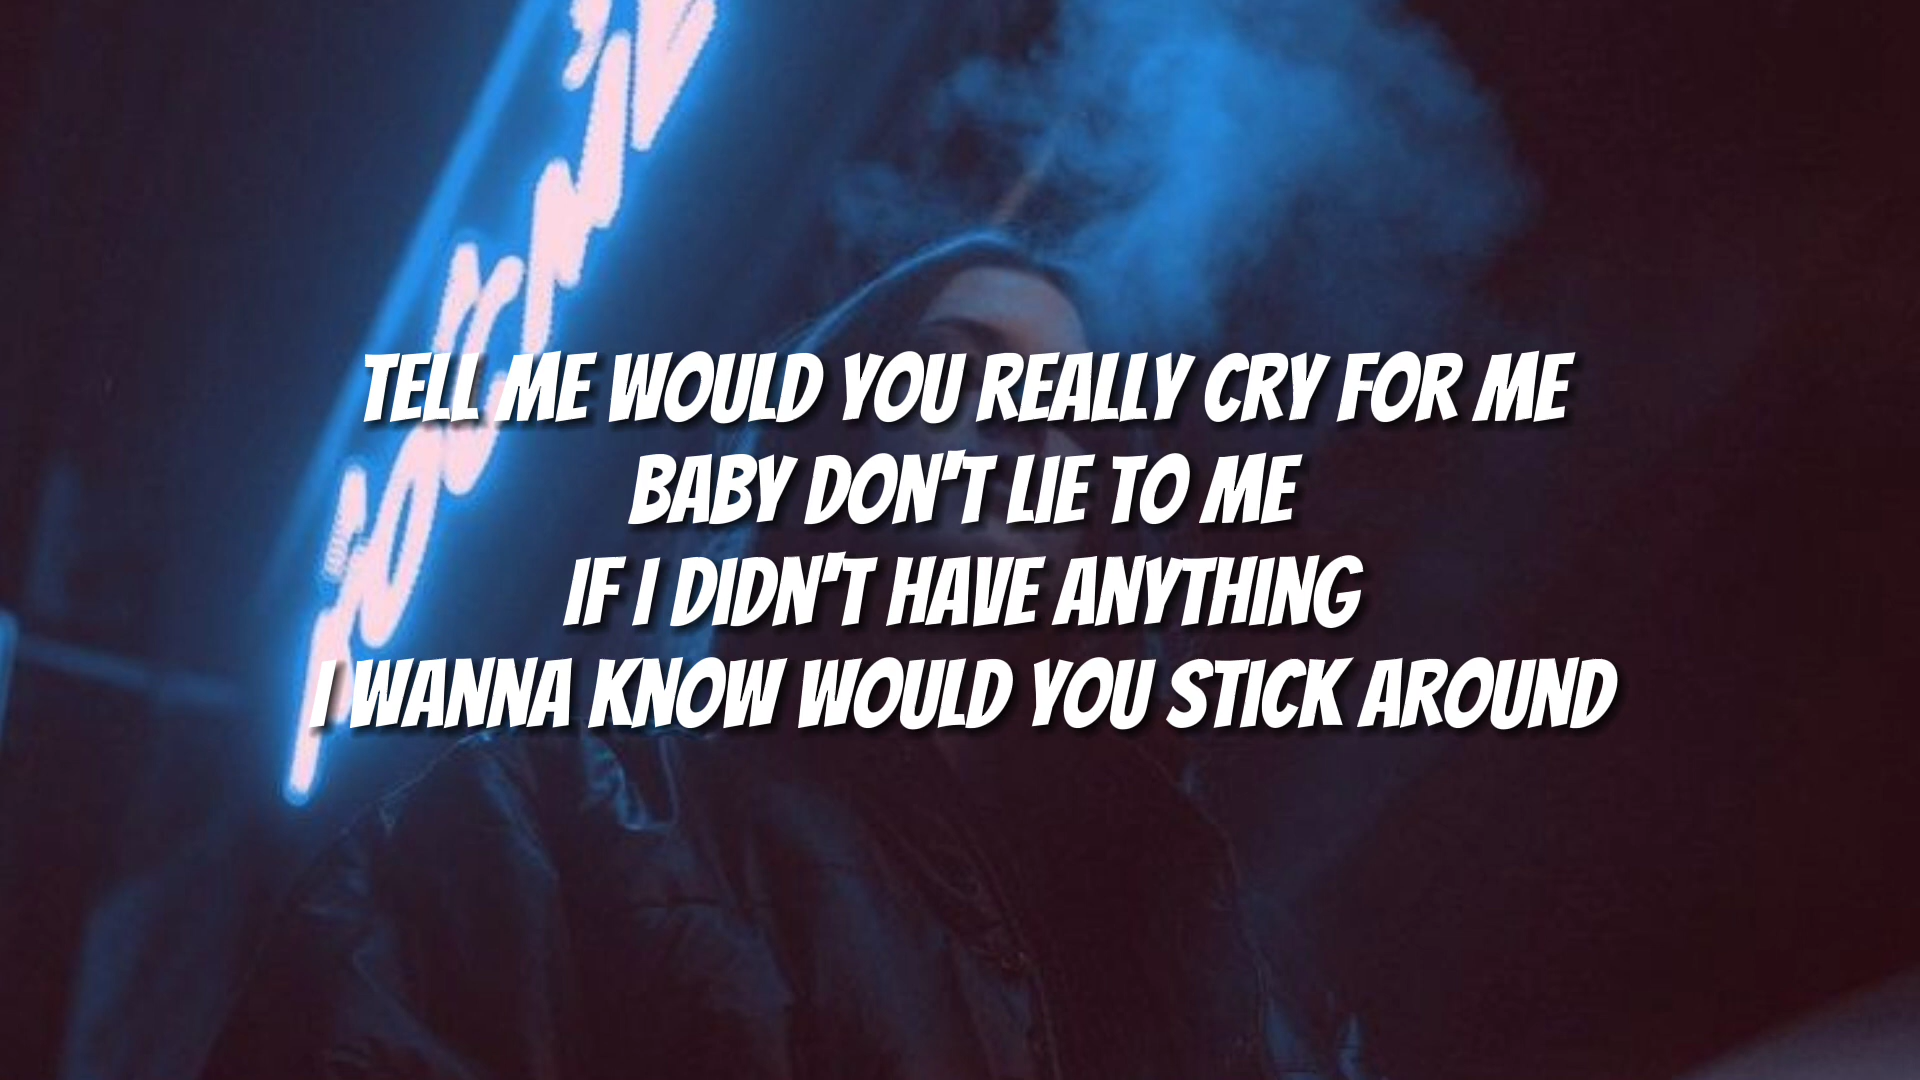 TELL ME WOULD YOU REALLY CRY FOR ME
BABY DON'T LIE TO ME
IF I DIDN'T HAVE ANYTHING
I WANNA KNOW WOULD YOU STICK AROUND